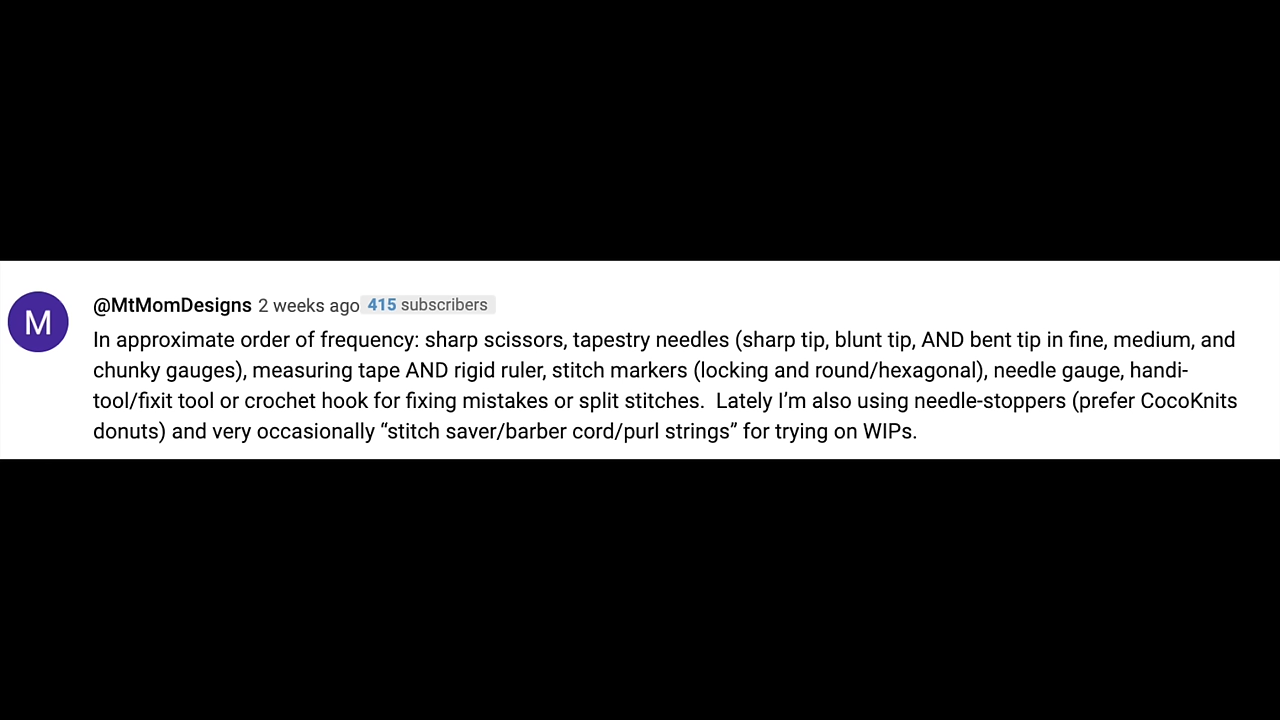 M
@MtMomDesigns 2 weeks ago 415 subscribers
In approximate order of frequency: sharp scissors, tapestry needles (sharp tip, blunt tip, AND bent tip in fine, medium, and
chunky gauges), measuring tape AND rigid ruler, stitch markers (locking and round/hexagonal), needle gauge, handi-
tool/fixit tool or crochet hook for fixing mistakes or split stitches.  Lately I’m also using needle-stoppers (prefer CocoKnits
donuts) and very occasionally “stitch saver/barber cord/purl strings” for trying on WIPs.